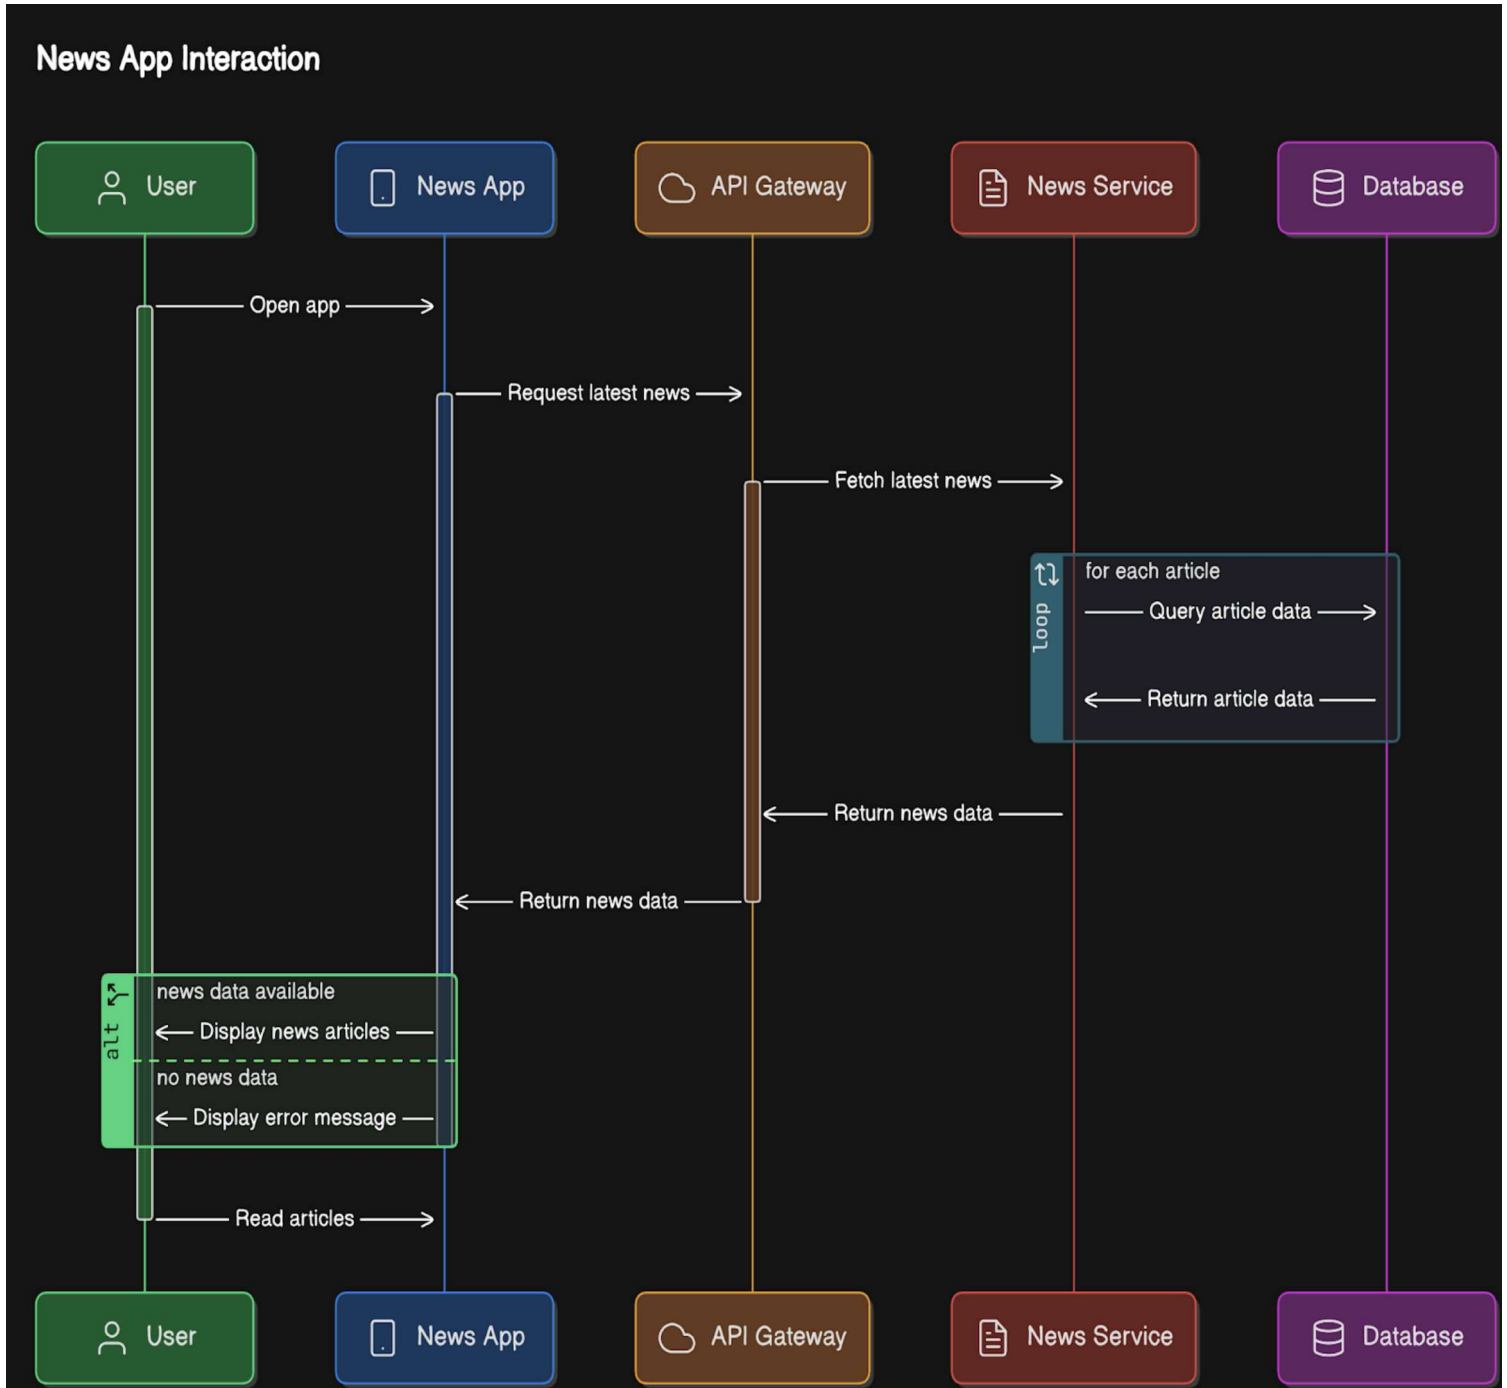 News App Interaction
User
News App
API Gateway
News Service
Database
Open app
Request latest news
Fetch latest news
loop
for each article
Query article data
Return article data
Return news data
Return news data
alt
news data available
Display news articles
no news data
Display error message
Read articles
User
News App
API Gateway
News Service
Database